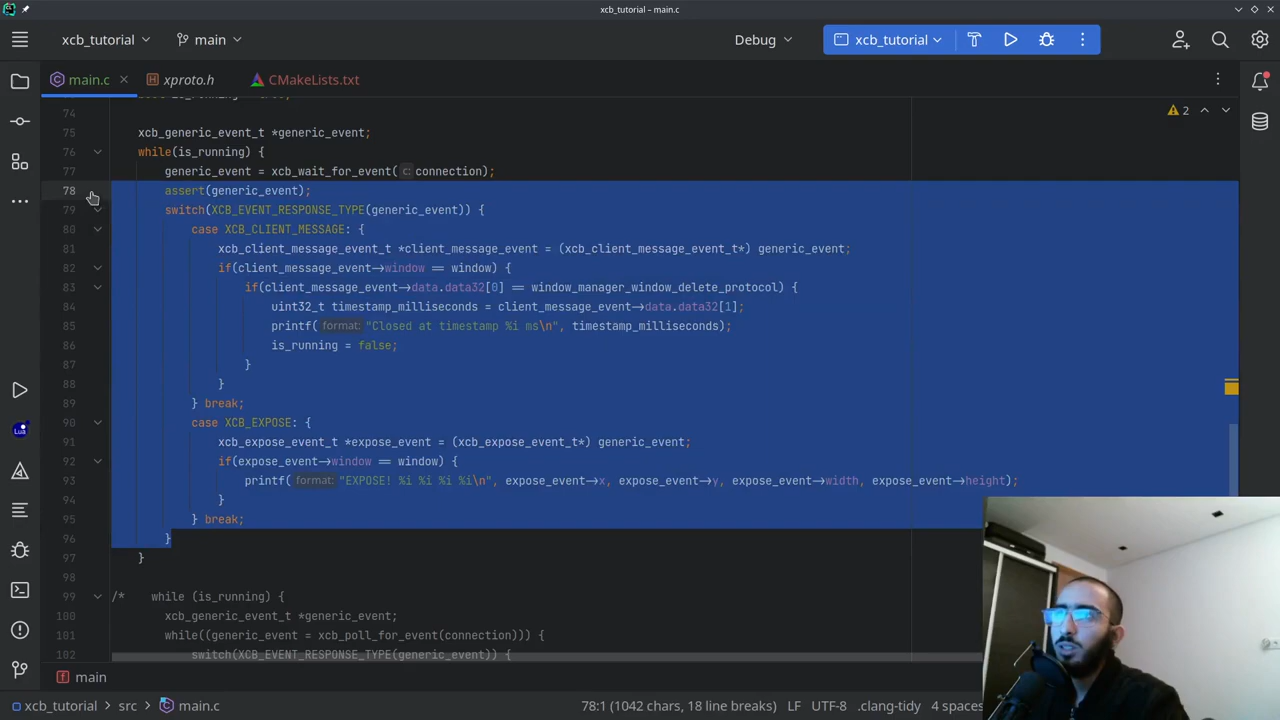 xcb_tutorial – main.c
xcb_tutorial
main
Debug
xcb_tutorial
main.c
xproto.h
CMakeLists.txt
2
74
75 xcb_generic_event_t *generic_event;
76 while(is_running) {
77 generic_event = xcb_wait_for_event( c: connection);
78 assert(generic_event);
79 switch(XCB_EVENT_RESPONSE_TYPE(generic_event)) {
80 case XCB_CLIENT_MESSAGE: {
81 xcb_client_message_event_t *client_message_event = (xcb_client_message_event_t*) generic_event;
82 if(client_message_event->window == window) {
83 if(client_message_event->data.data32[0] == window_manager_window_delete_protocol) {
84 uint32_t timestamp_milliseconds = client_message_event->data.data32[1];
85 printf( format: "Closed at timestamp %i ms\n", timestamp_milliseconds);
86 is_running = false;
87 }
88 }
89 } break;
90 case XCB_EXPOSE: {
91 xcb_expose_event_t *expose_event = (xcb_expose_event_t*) generic_event;
92 if(expose_event->window == window) {
93 printf( format: "EXPOSE! %i %i %i %i\n", expose_event->x, expose_event->y, expose_event->width, expose_event->height);
94 }
95 } break;
96 }
97 }
98
99 /* while (is_running) {
100 xcb_generic_event_t *generic_event;
101 while((generic_event = xcb_poll_for_event(connection))) {
102 switch(XCB_EVENT_RESPONSE_TYPE(generic_event)) {
Lua
f main
xcb_tutorial > src > main.c
78:1 (1042 chars, 18 line breaks) LF UTF-8 .clang-tidy 4 spaces